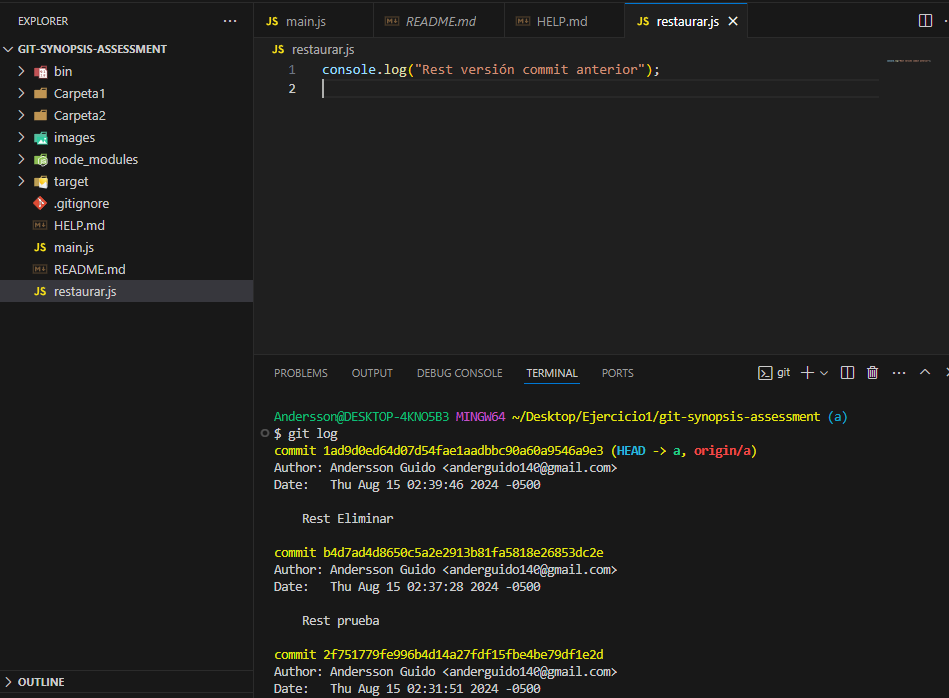 EXPLORER
GIT-SYNOPSIS-ASSESSMENT
bin
Carpeta1
Carpeta2
images
node_modules
target
.gitignore
HELP.md
JS main.js
README.md
JS restaurar.js
OUTLINE
JS main.js
README.md
HELP.md
JS restaurar.js
JS restaurar.js
1 console.log("Rest versión commit anterior");
2
PROBLEMS OUTPUT DEBUG CONSOLE TERMINAL PORTS
git
Andersson@DESKTOP-4KNO5B3 MINGW64 ~/Desktop/Ejercicio1/git-synopsis-assessment (a)
$ git log
commit 1ad9d0ed64d07d54fae1aadbbc90a60a9546a9e3 (HEAD -> a, origin/a)
Author: Andersson Guido <anderguido140@gmail.com>
Date:   Thu Aug 15 02:39:46 2024 -0500
Rest Eliminar
commit b4d7ad4d8650c5a2e2913b81fa5818e26853dc2e
Author: Andersson Guido <anderguido140@gmail.com>
Date:   Thu Aug 15 02:37:28 2024 -0500
Rest prueba
commit 2f751779fe996b4d14a27fdf15fbe4be79df1e2d
Author: Andersson Guido <anderguido140@gmail.com>
Date:   Thu Aug 15 02:31:51 2024 -0500